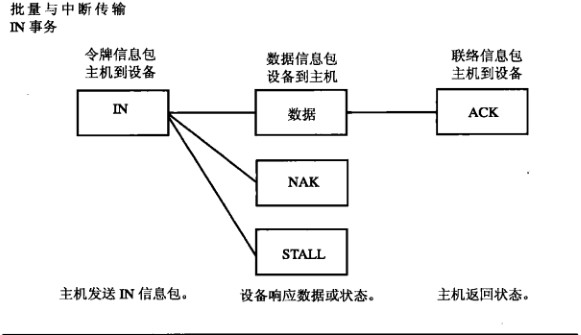 批量与中断传输
IN 事务
令牌信息包
主机到设备
数据信息包
设备到主机
联络信息包
主机到设备
IN
数据
ACK
NAK
STALL
主机发送 IN 信息包。
设备响应数据或状态。
主机返回状态。